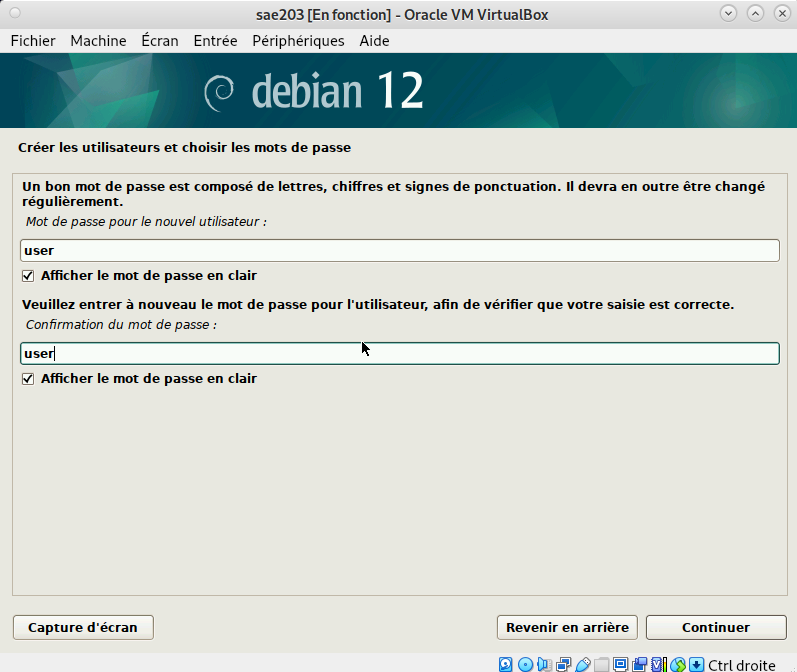 sae203 [En fonction] - Oracle VM VirtualBox
Fichier Machine Écran Entrée Périphériques Aide
debian 12
Créer les utilisateurs et choisir les mots de passe
Un bon mot de passe est composé de lettres, chiffres et signes de ponctuation. Il devra en outre être changé
régulièrement.
Mot de passe pour le nouvel utilisateur :
user
Afficher le mot de passe en clair
Veuillez entrer à nouveau le mot de passe pour l'utilisateur, afin de vérifier que votre saisie est correcte.
Confirmation du mot de passe :
user
Afficher le mot de passe en clair
Capture d'écran Revenir en arrière Continuer
Ctrl droite